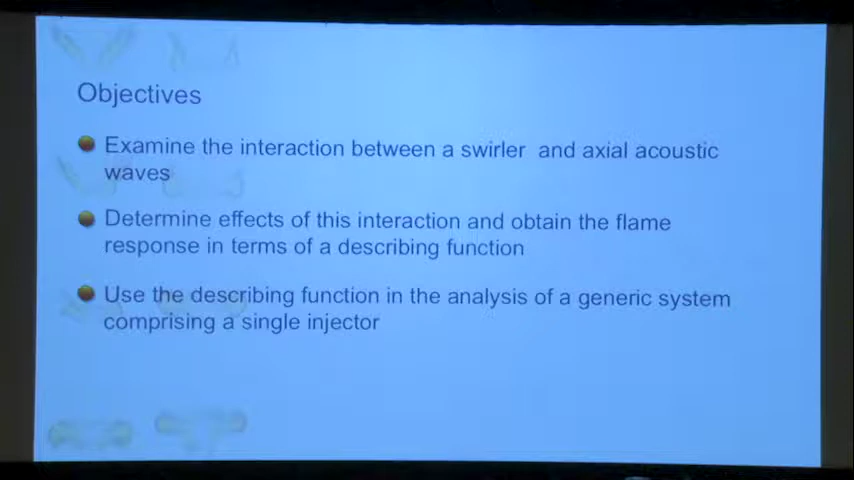 Objectives
Examine the interaction between a swirler and axial acoustic
waves
Determine effects of this interaction and obtain the flame
response in terms of a describing function
Use the describing function in the analysis of a generic system
comprising a single injector